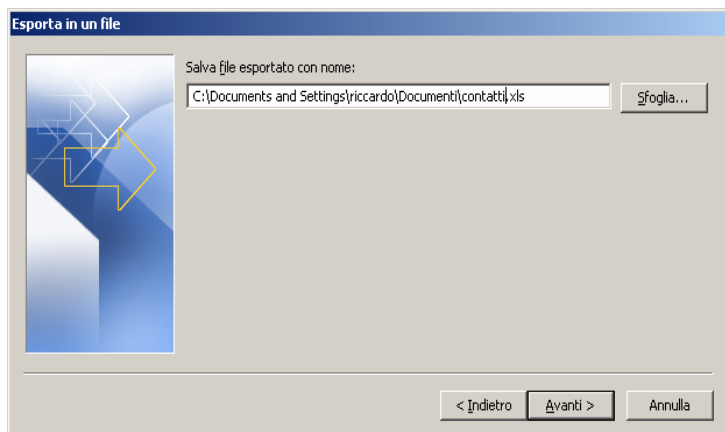 Esporta in un file
Salva file esportato con nome:
C:\Documents and Settings\riccardo\Documenti\contatti.xls
Sfoglia...
< Indietro
Avanti >
Annulla